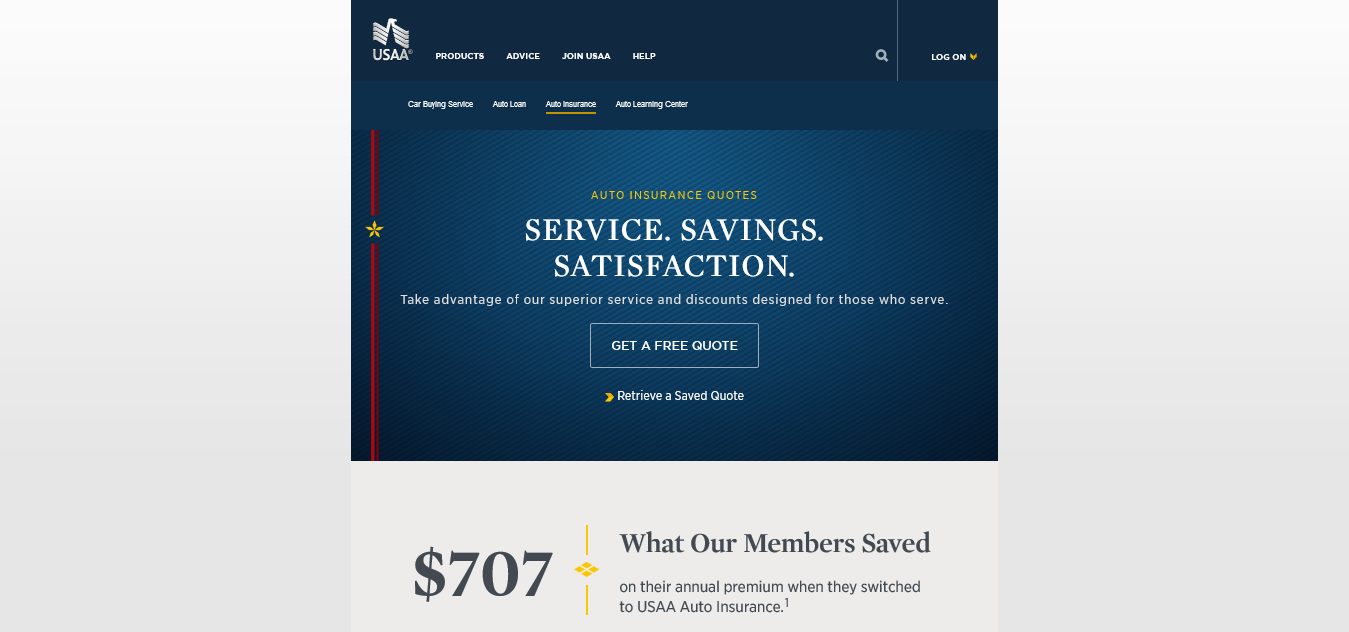 USAA®
PRODUCTS ADVICE JOIN USAA HELP
LOG ON
Car Buying Service Auto Loan Auto Insurance Auto Learning Center
AUTO INSURANCE QUOTES
SERVICE. SAVINGS.
SATISFACTION.
Take advantage of our superior service and discounts designed for those who serve.
GET A FREE QUOTE
Retrieve a Saved Quote
$707
What Our Members Saved
on their annual premium when they switched
to USAA Auto Insurance.1